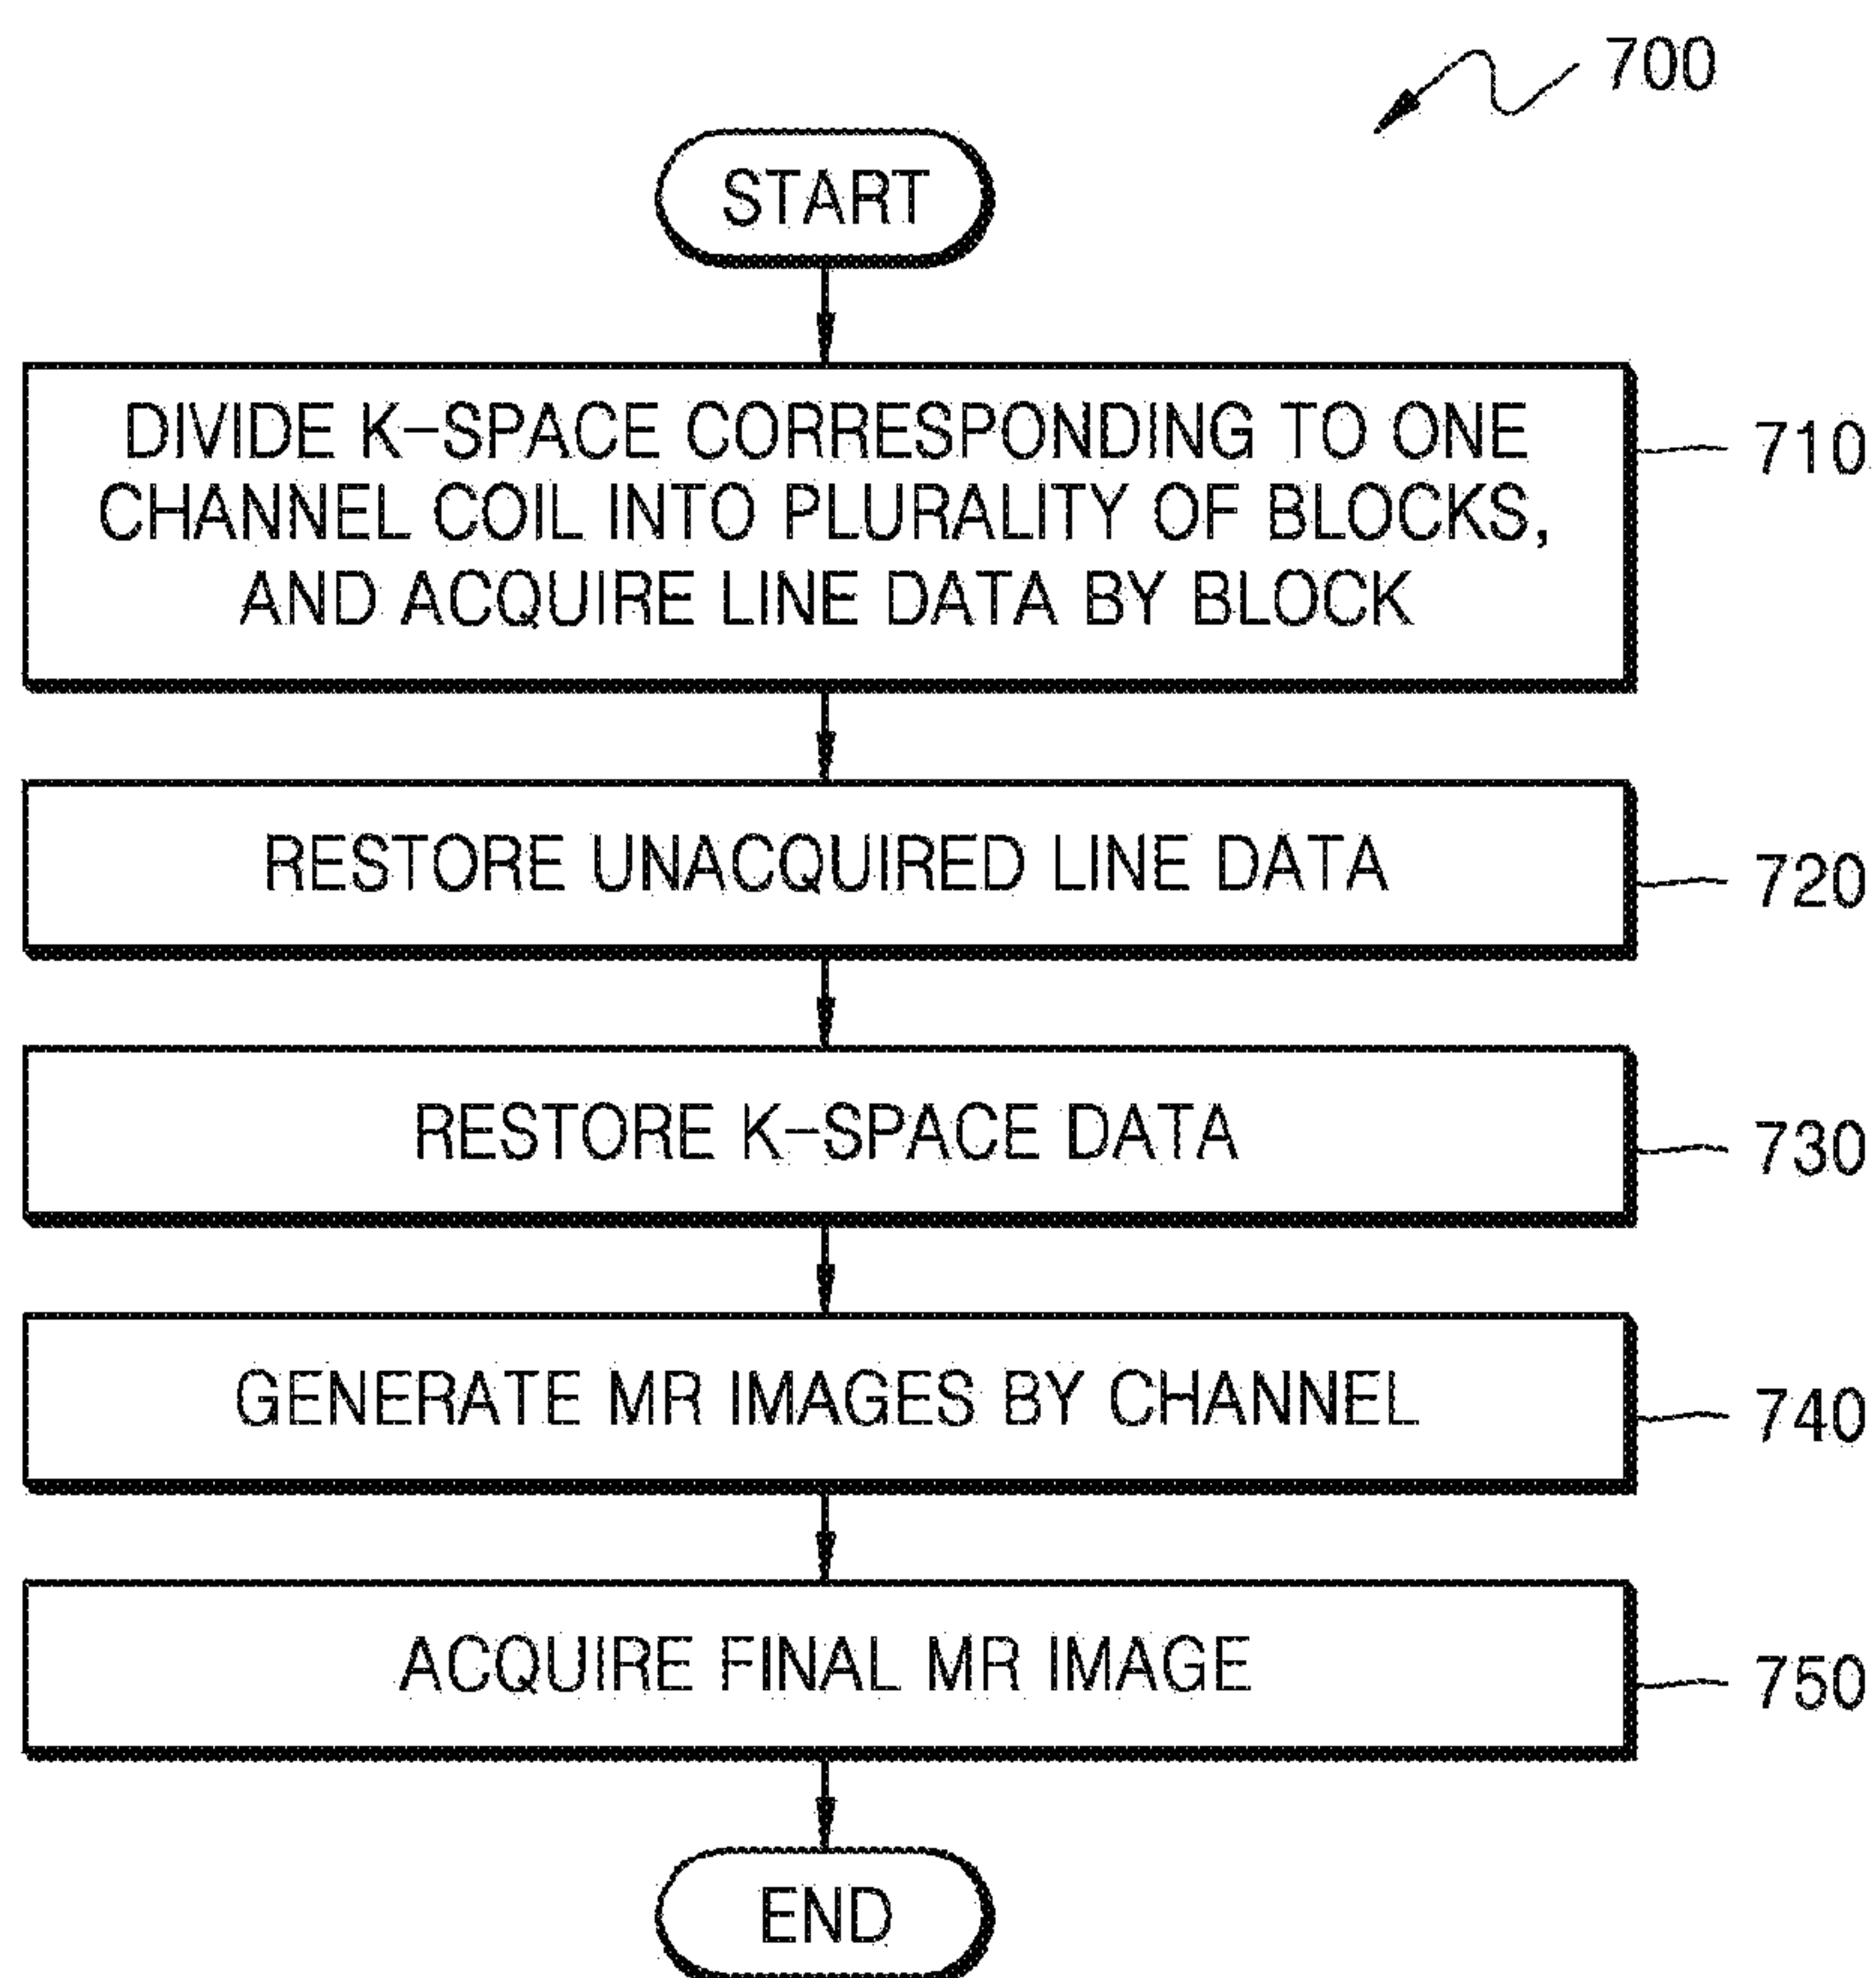 700
START
DIVIDE K-SPACE CORRESPONDING TO ONE
CHANNEL COIL INTO PLURALITY OF BLOCKS,
AND ACQUIRE LINE DATA BY BLOCK
710
RESTORE UNACQUIRED LINE DATA
720
RESTORE K-SPACE DATA
730
GENERATE MR IMAGES BY CHANNEL
740
ACQUIRE FINAL MR IMAGE
750
END